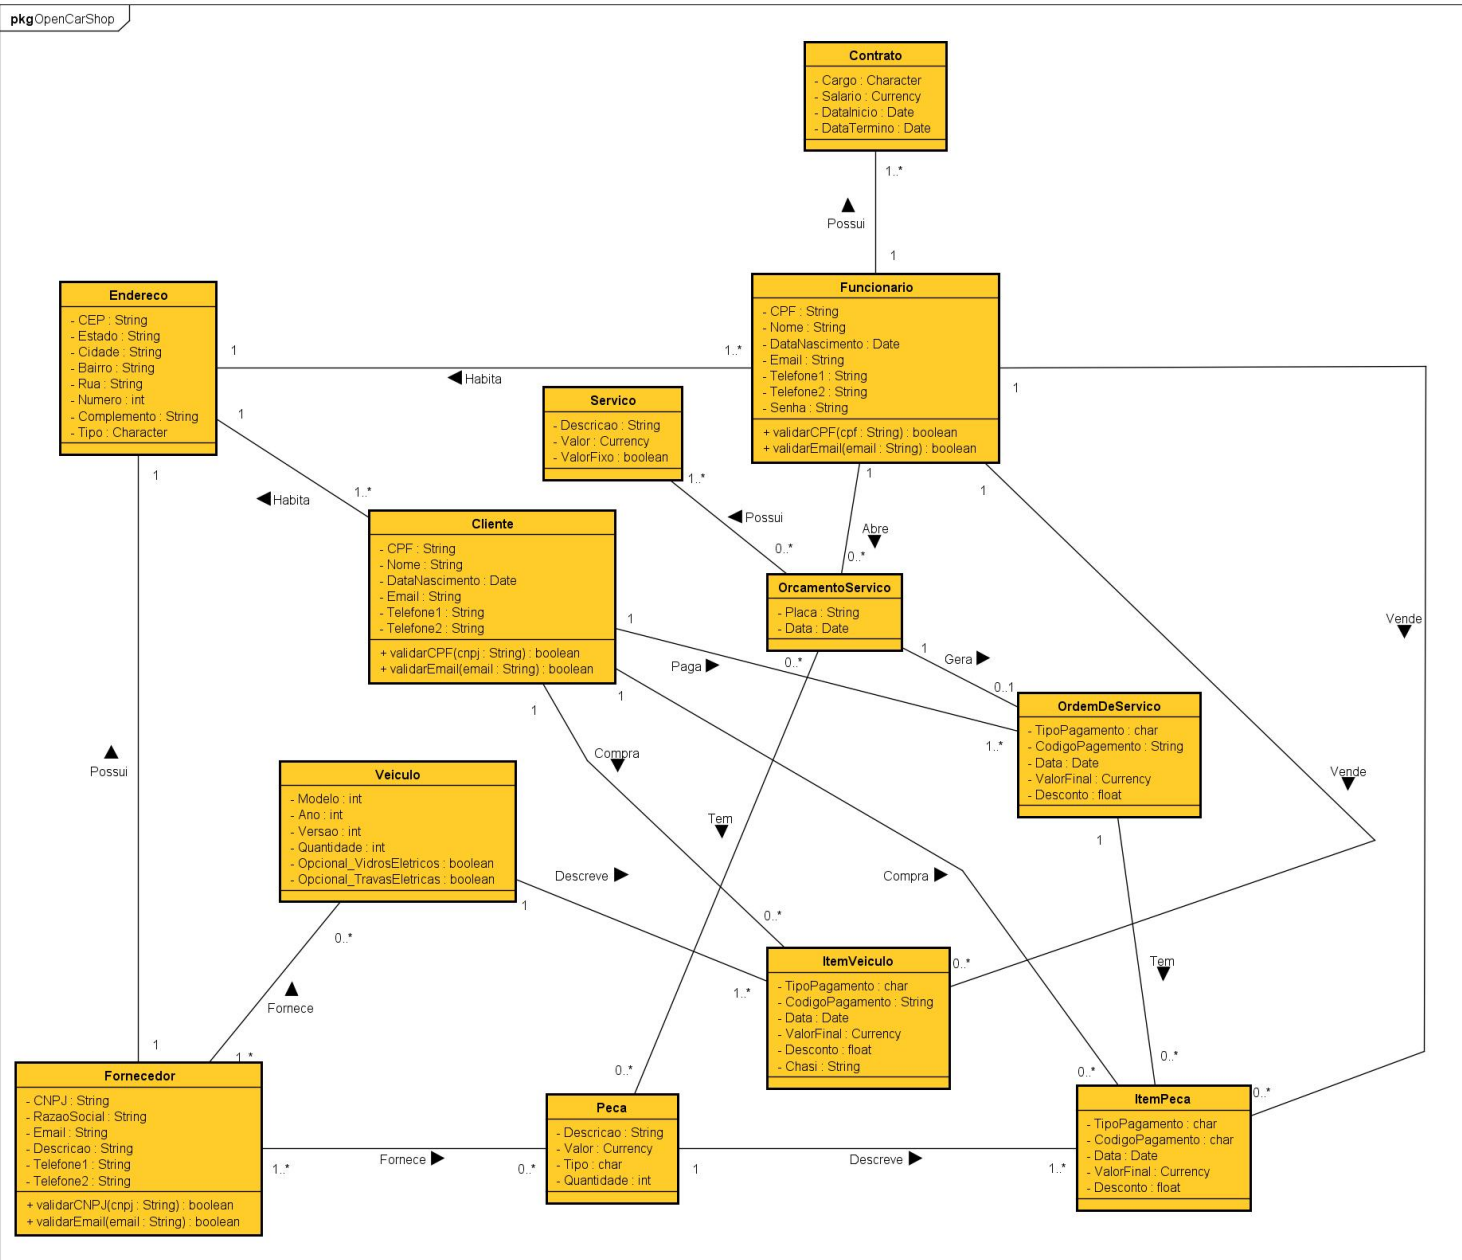 pkg OpenCarShop
Contrato
- Cargo : Character
- Salario : Currency
- DataInicio : Date
- DataTermino : Date
1..*
Possui
1
Funcionario
- CPF : String
- Nome : String
- DataNascimento : Date
- Email : String
- Telefone1 : String
- Telefone2 : String
- Senha : String
+ validarCPF(cpf : String) : boolean
+ validarEmail(email : String) : boolean
Endereco
- CEP : String
- Estado : String
- Cidade : String
- Bairro : String
- Rua : String
- Numero : int
- Complemento : String
- Tipo : Character
1
1..*
Habita
1
1
1
Habita
1..*
Servico
- Descricao : String
- Valor : Currency
- ValorFixo : boolean
1..*
Possui
0..*
1
Abre
0..*
1
1
Cliente
- CPF : String
- Nome : String
- DataNascimento : Date
- Email : String
- Telefone1 : String
- Telefone2 : String
+ validarCPF(cnpj : String) : boolean
+ validarEmail(email : String) : boolean
OrcamentoServico
- Placa : String
- Data : Date
0..*
1
Gera
0..1
Vende
1
Paga
1..*
1
1
OrdemDeServico
- TipoPagamento : char
- CodigoPagemento : String
- Data : Date
- ValorFinal : Currency
- Desconto : float
Possui
Compra
Vende
Veiculo
- Modelo : int
- Ano : int
- Versao : int
- Quantidade : int
- Opcional_VidrosEletricos : boolean
- Opcional_TravasEletricas : boolean
Tem
1
Descreve
Compra
1
0..*
0..*
Fornece
1..*
0..*
Tem
ItemVeiculo
- TipoPagamento : char
- CodigoPagamento : String
- Data : Date
- ValorFinal : Currency
- Desconto : float
- Chasi : String
1
1..*
0..*
0..*
0..*
0..*
Fornecedor
- CNPJ : String
- RazaoSocial : String
- Email : String
- Descricao : String
- Telefone1 : String
- Telefone2 : String
+ validarCNPJ(cnpj : String) : boolean
+ validarEmail(email : String) : boolean
1..*
Fornece
0..*
Peca
- Descricao : String
- Valor : Currency
- Tipo : char
- Quantidade : int
1
Descreve
1..*
ItemPeca
- TipoPagamento : char
- CodigoPagamento : char
- Data : Date
- ValorFinal : Currency
- Desconto : float